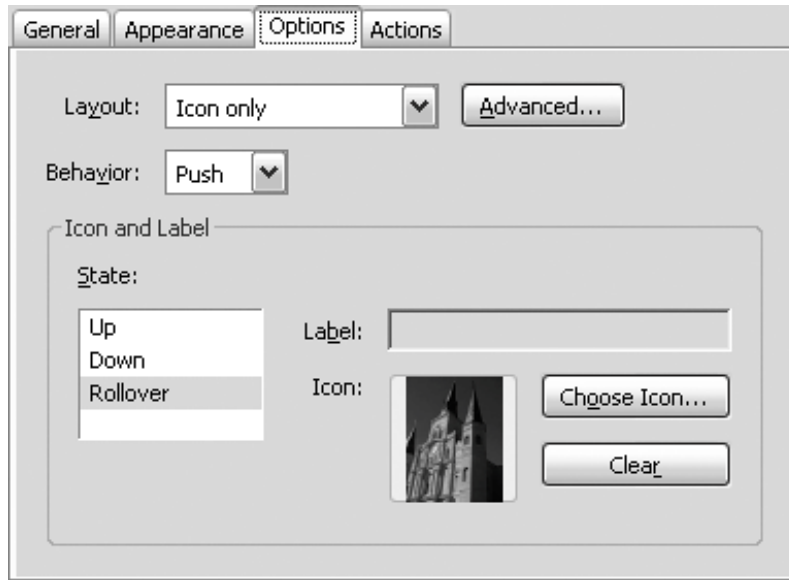 General Appearance Options Actions
Layout: Icon only Advanced...
Behavior: Push
Icon and Label
State:
Up
Down
Rollover
Label:
Icon: Choose Icon...
Clear